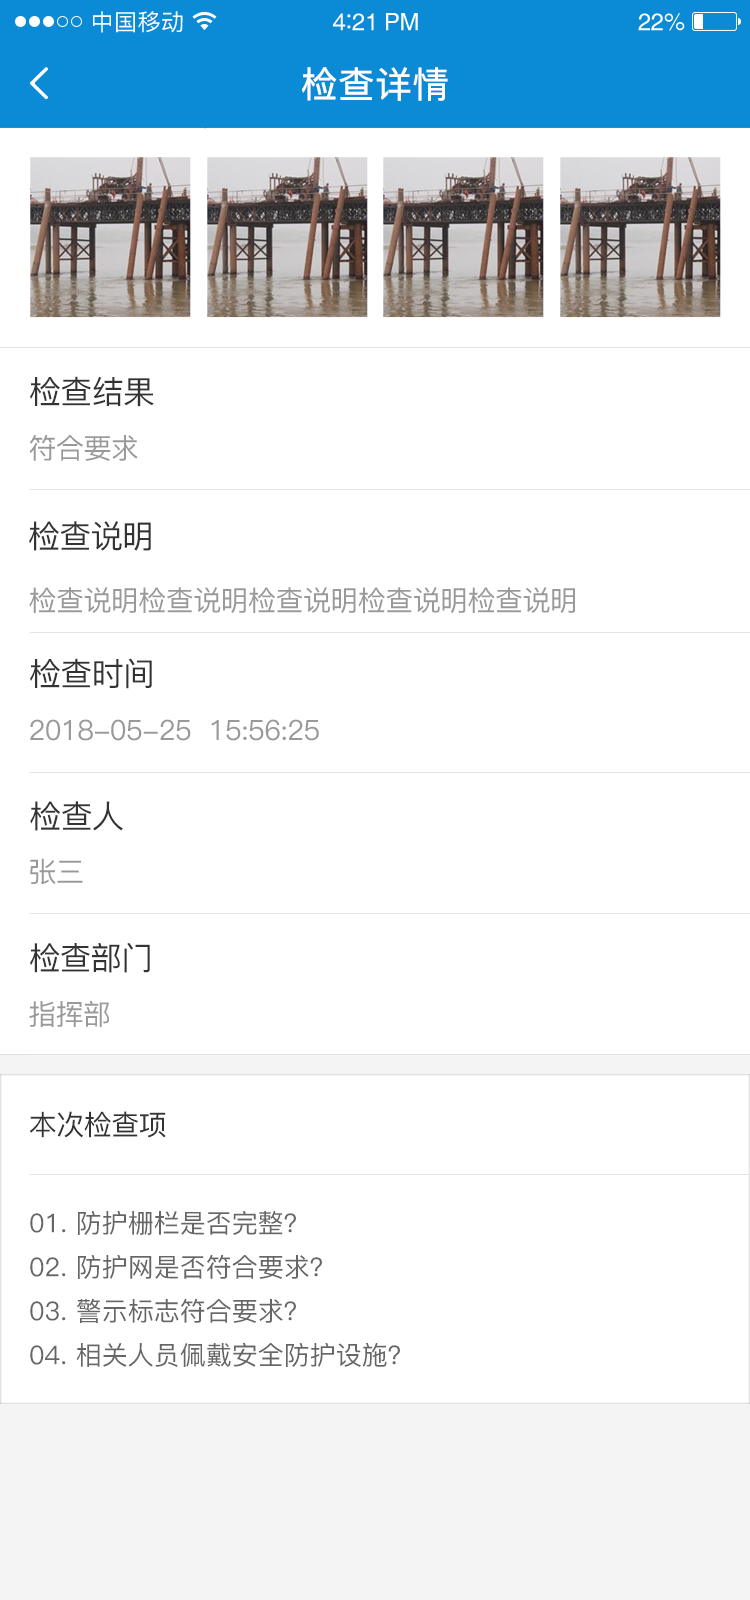 中国移动 4:21 PM 22%
检查详情
检查结果
符合要求
检查说明
检查说明检查说明检查说明检查说明检查说明
检查时间
2018-05-25 15:56:25
检查人
张三
检查部门
指挥部
本次检查项
01. 防护栅栏是否完整?
02. 防护网是否符合要求?
03. 警示标志符合要求?
04. 相关人员佩戴安全防护设施?